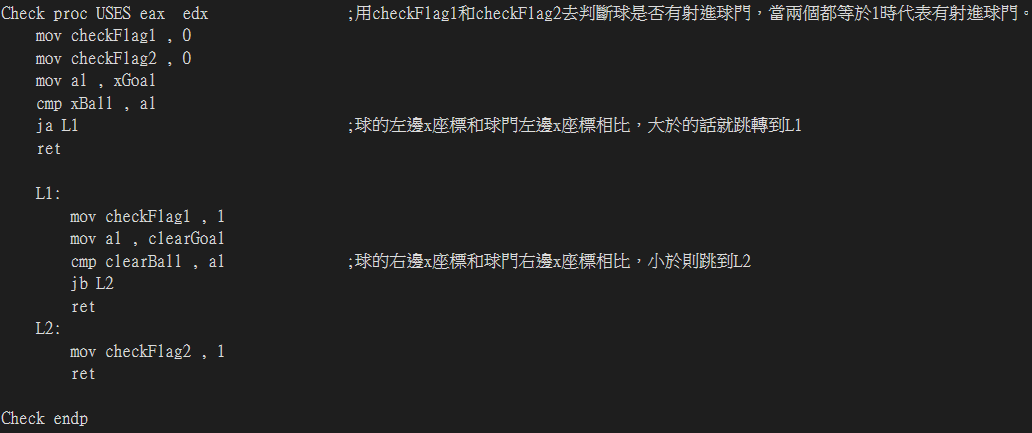 Check proc USES eax  edx                ;用checkFlag1和checkFlag2去判斷球是否有射進球門，當兩個都等於1時代表有射進球門。
    mov checkFlag1 , 0
    mov checkFlag2 , 0
    mov al , xGoal
    cmp xBall , al
    ja L1                               ;球的左邊x座標和球門左邊x座標相比，大於的話就跳轉到L1
    ret
    L1:
        mov checkFlag1 , 1
        mov al , clearGoal
        cmp clearBall , al              ;球的右邊x座標和球門右邊x座標相比，小於則跳到L2
        jb L2
        ret
    L2:
        mov checkFlag2 , 1
        ret
Check endp